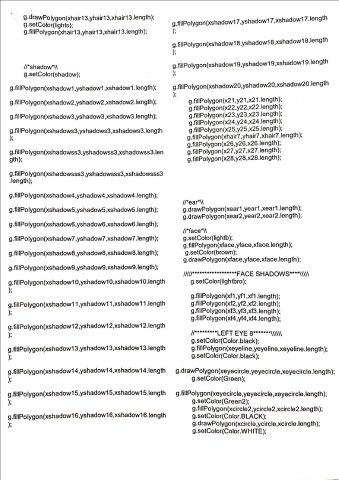 g.drawPolygon(xhair13,yhair13,xhair13.length);
g.setColor(lights);
g.fillPolygon(xhair13,yhair13,xhair13.length);
//*shadow*\\
g.setColor(shadow);
g.fillPolygon(xshadow1,yshadow1,xshadow1.length);
g.fillPolygon(xshadow2,yshadow2,xshadow2.length);
g.fillPolygon(xshadow3,yshadow3,xshadow3.length);
g.fillPolygon(xshadows3,yshadows3,xshadows3.length
);
g.fillPolygon(xshadowss3,yshadowss3,xshadowss3.len
gth);
g.fillPolygon(xshadowsss3,yshadowsss3,xshadowsss3
.length);
g.fillPolygon(xshadow4,yshadow4,xshadow4.length);
g.fillPolygon(xshadow5,yshadow5,xshadow5.length);
g.fillPolygon(xshadow6,yshadow6,xshadow6.length);
g.fillPolygon(xshadow7,yshadow7,xshadow7.length);
g.fillPolygon(xshadow8,yshadow8,xshadow8.length);
g.fillPolygon(xshadow9,yshadow9,xshadow9.length);
g.fillPolygon(xshadow10,yshadow10,xshadow10.length
);
g.fillPolygon(xshadow11,yshadow11,xshadow11.length
);
g.fillPolygon(xshadow12,yshadow12,xshadow12.length
);
g.fillPolygon(xshadow13,yshadow13,xshadow13.length
);
g.fillPolygon(xshadow14,yshadow14,xshadow14.length
);
g.fillPolygon(xshadow15,yshadow15,xshadow15.length
);
g.fillPolygon(xshadow16,yshadow16,xshadow16.length
);
g.fillPolygon(xshadow17,yshadow17,xshadow17.length
);
g.fillPolygon(xshadow18,yshadow18,xshadow18.length
);
g.fillPolygon(xshadow19,yshadow19,xshadow19.length
);
g.fillPolygon(xshadow20,yshadow20,xshadow20.length
);
g.fillPolygon(x21,y21,x21.length);
g.fillPolygon(x22,y22,x22.length);
g.fillPolygon(x23,y23,x23.length);
g.fillPolygon(x24,y24,x24.length);
g.fillPolygon(x25,y25,x25.length);
g.fillPolygon(xhair7,yhair7,xhair7.length);
g.fillPolygon(x26,y26,x26.length);
g.fillPolygon(x27,y27,x27.length);
g.fillPolygon(x28,y28,x28.length);
//*ear*\\
g.drawPolygon(xear1,year1,xear1.length);
g.drawPolygon(xear2,year2,xear2.length);
//*face*\\
g.setColor(lightb);
g.fillPolygon(xface,yface,xface.length);
g.setColor(brown);
g.drawPolygon(xface,yface,xface.length);
/////******************FACE SHADOWS****\\\\\
g.setColor(lightbro);
g.fillPolygon(xf1,yf1,xf1.length);
g.fillPolygon(xf2,yf2,xf2.length);
g.fillPolygon(xf3,yf3,xf3.length);
g.fillPolygon(xf4,yf4,xf4.length);
//*********LEFT EYE 8*******\\\\\
g.setColor(Color.black);
g.fillPolygon(xeyeline,yeyeline,xeyeline.length);
g.setColor(Color.black);
g.drawPolygon(xeyecircle,yeyecircle,xeyecircle.length);
g.setColor(Green);
g.fillPolygon(xeyecircle,yeyecircle,xeyecircle.length);
g.setColor(Green2);
g.fillPolygon(xcircle2,ycircle2,xcircle2.length);
g.setColor(Color.BLACK);
g.drawPolygon(xcircle,ycircle,xcircle.length);
g.setColor(Color.WHITE);